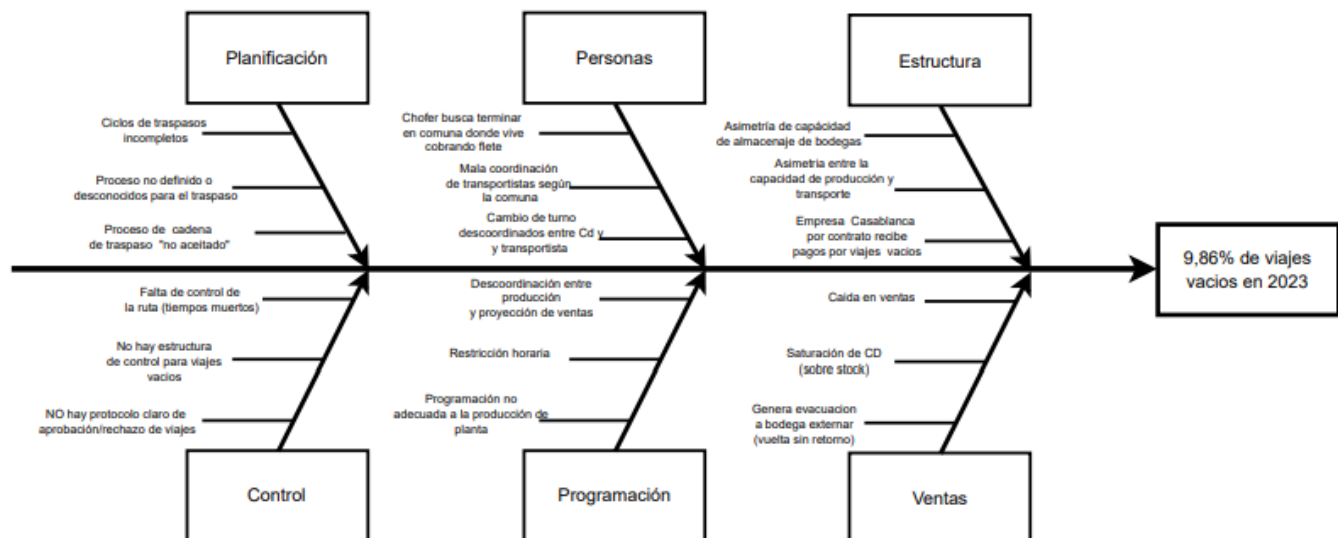 Planificación
Personas
Estructura
Ciclos de traspasos
incompletos
Proceso no definido o
desconocidos para el traspaso
Proceso de cadena
de traspaso "no aceitado"
Chofer busca terminar
en comuna donde vive
cobrando flete
Mala coordinación
de transportistas según
la comuna
Cambio de turno
descoordinados entre Cd y
y transportista
Asimetría de capácidad
de almacenaje de bodegas
Asimetria entre la
capacidad de producción y
transporte
Empresa Casablanca
por contrato recibe
pagos por viajes vacios
9,86% de viajes
vacios en 2023
Falta de control de
la ruta (tiempos muertos)
No hay estructura
de control para viajes
vacios
NO hay protocolo claro de
aprobación/rechazo de viajes
Descoordinación entre
producción
y proyección de ventas
Restricción horaria
Programación no
adecuada a la producción de
planta
Caida en ventas
Saturación de CD
(sobre stock)
Genera evacuacion
a bodega externar
(vuelta sin retorno)
Control
Programación
Ventas